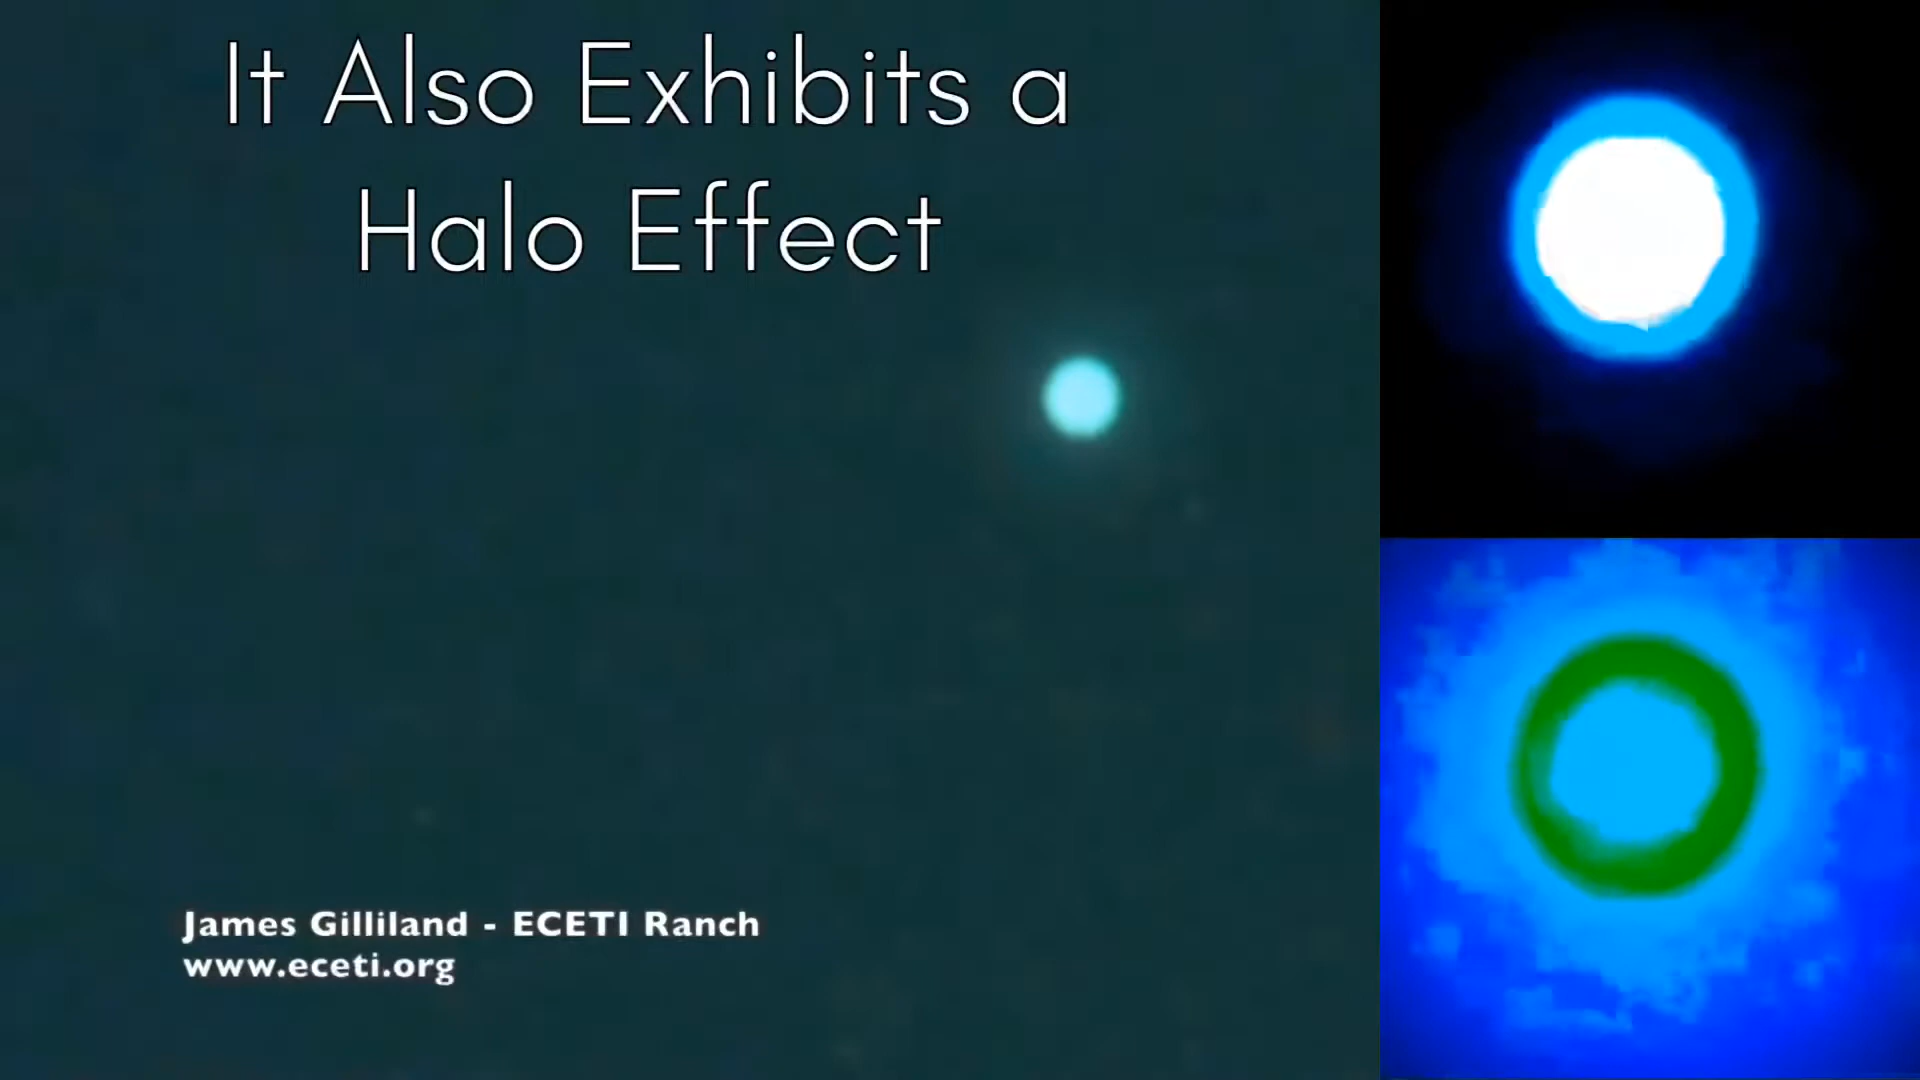 It Also Exhibits a
Halo Effect
James Gilliland - ECETI Ranch
www.eceti.org